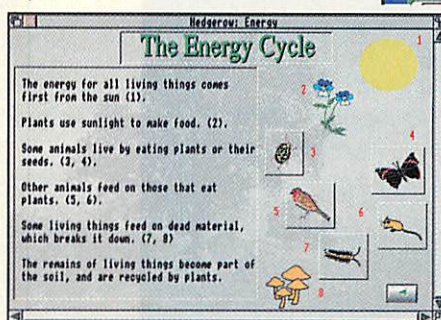 Hedgerow: Energy
The Energy Cycle
1
The energy for all living things comes
first from the sun (1).
2
Plants use sunlight to make food. (2).
Some animals live by eating plants or their
seeds. (3, 4).
3
4
Other animals feed on those that eat
plants. (5, 6).
5
6
Some living things feed on dead material,
which breaks it down. (7, 8)
7
The remains of living things become part of
the soil, and are recycled by plants.
8